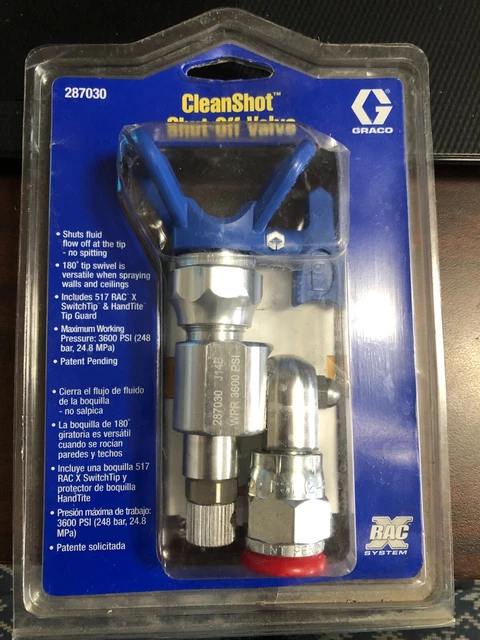 287030
CleanShot™
Shut-Off Valve
GRACO
• Shuts fluid
flow off at the tip
- no spitting
• 180° tip swivel is
versatile when spraying
walls and ceilings
• Includes 517 RAC® X
SwitchTip™ & HandTite™
Tip Guard
• Maximum Working
Pressure: 3600 PSI (248
bar, 24.8 MPa)
• Patent Pending
• Cierra el flujo de fluido
de la boquilla
- no salpica
• La boquilla de 180°
giratoria es versátil
cuando se rocían
paredes y techos
• Incluye una boquilla 517
RAC X SwitchTip y
protector de boquilla
HandTite
• Presión máxima de trabajo:
3600 PSI (248 bar, 24.8
MPa)
• Patente solicitada
287030 J14B
WPR 3600 PSI
RAC X
SYSTEM